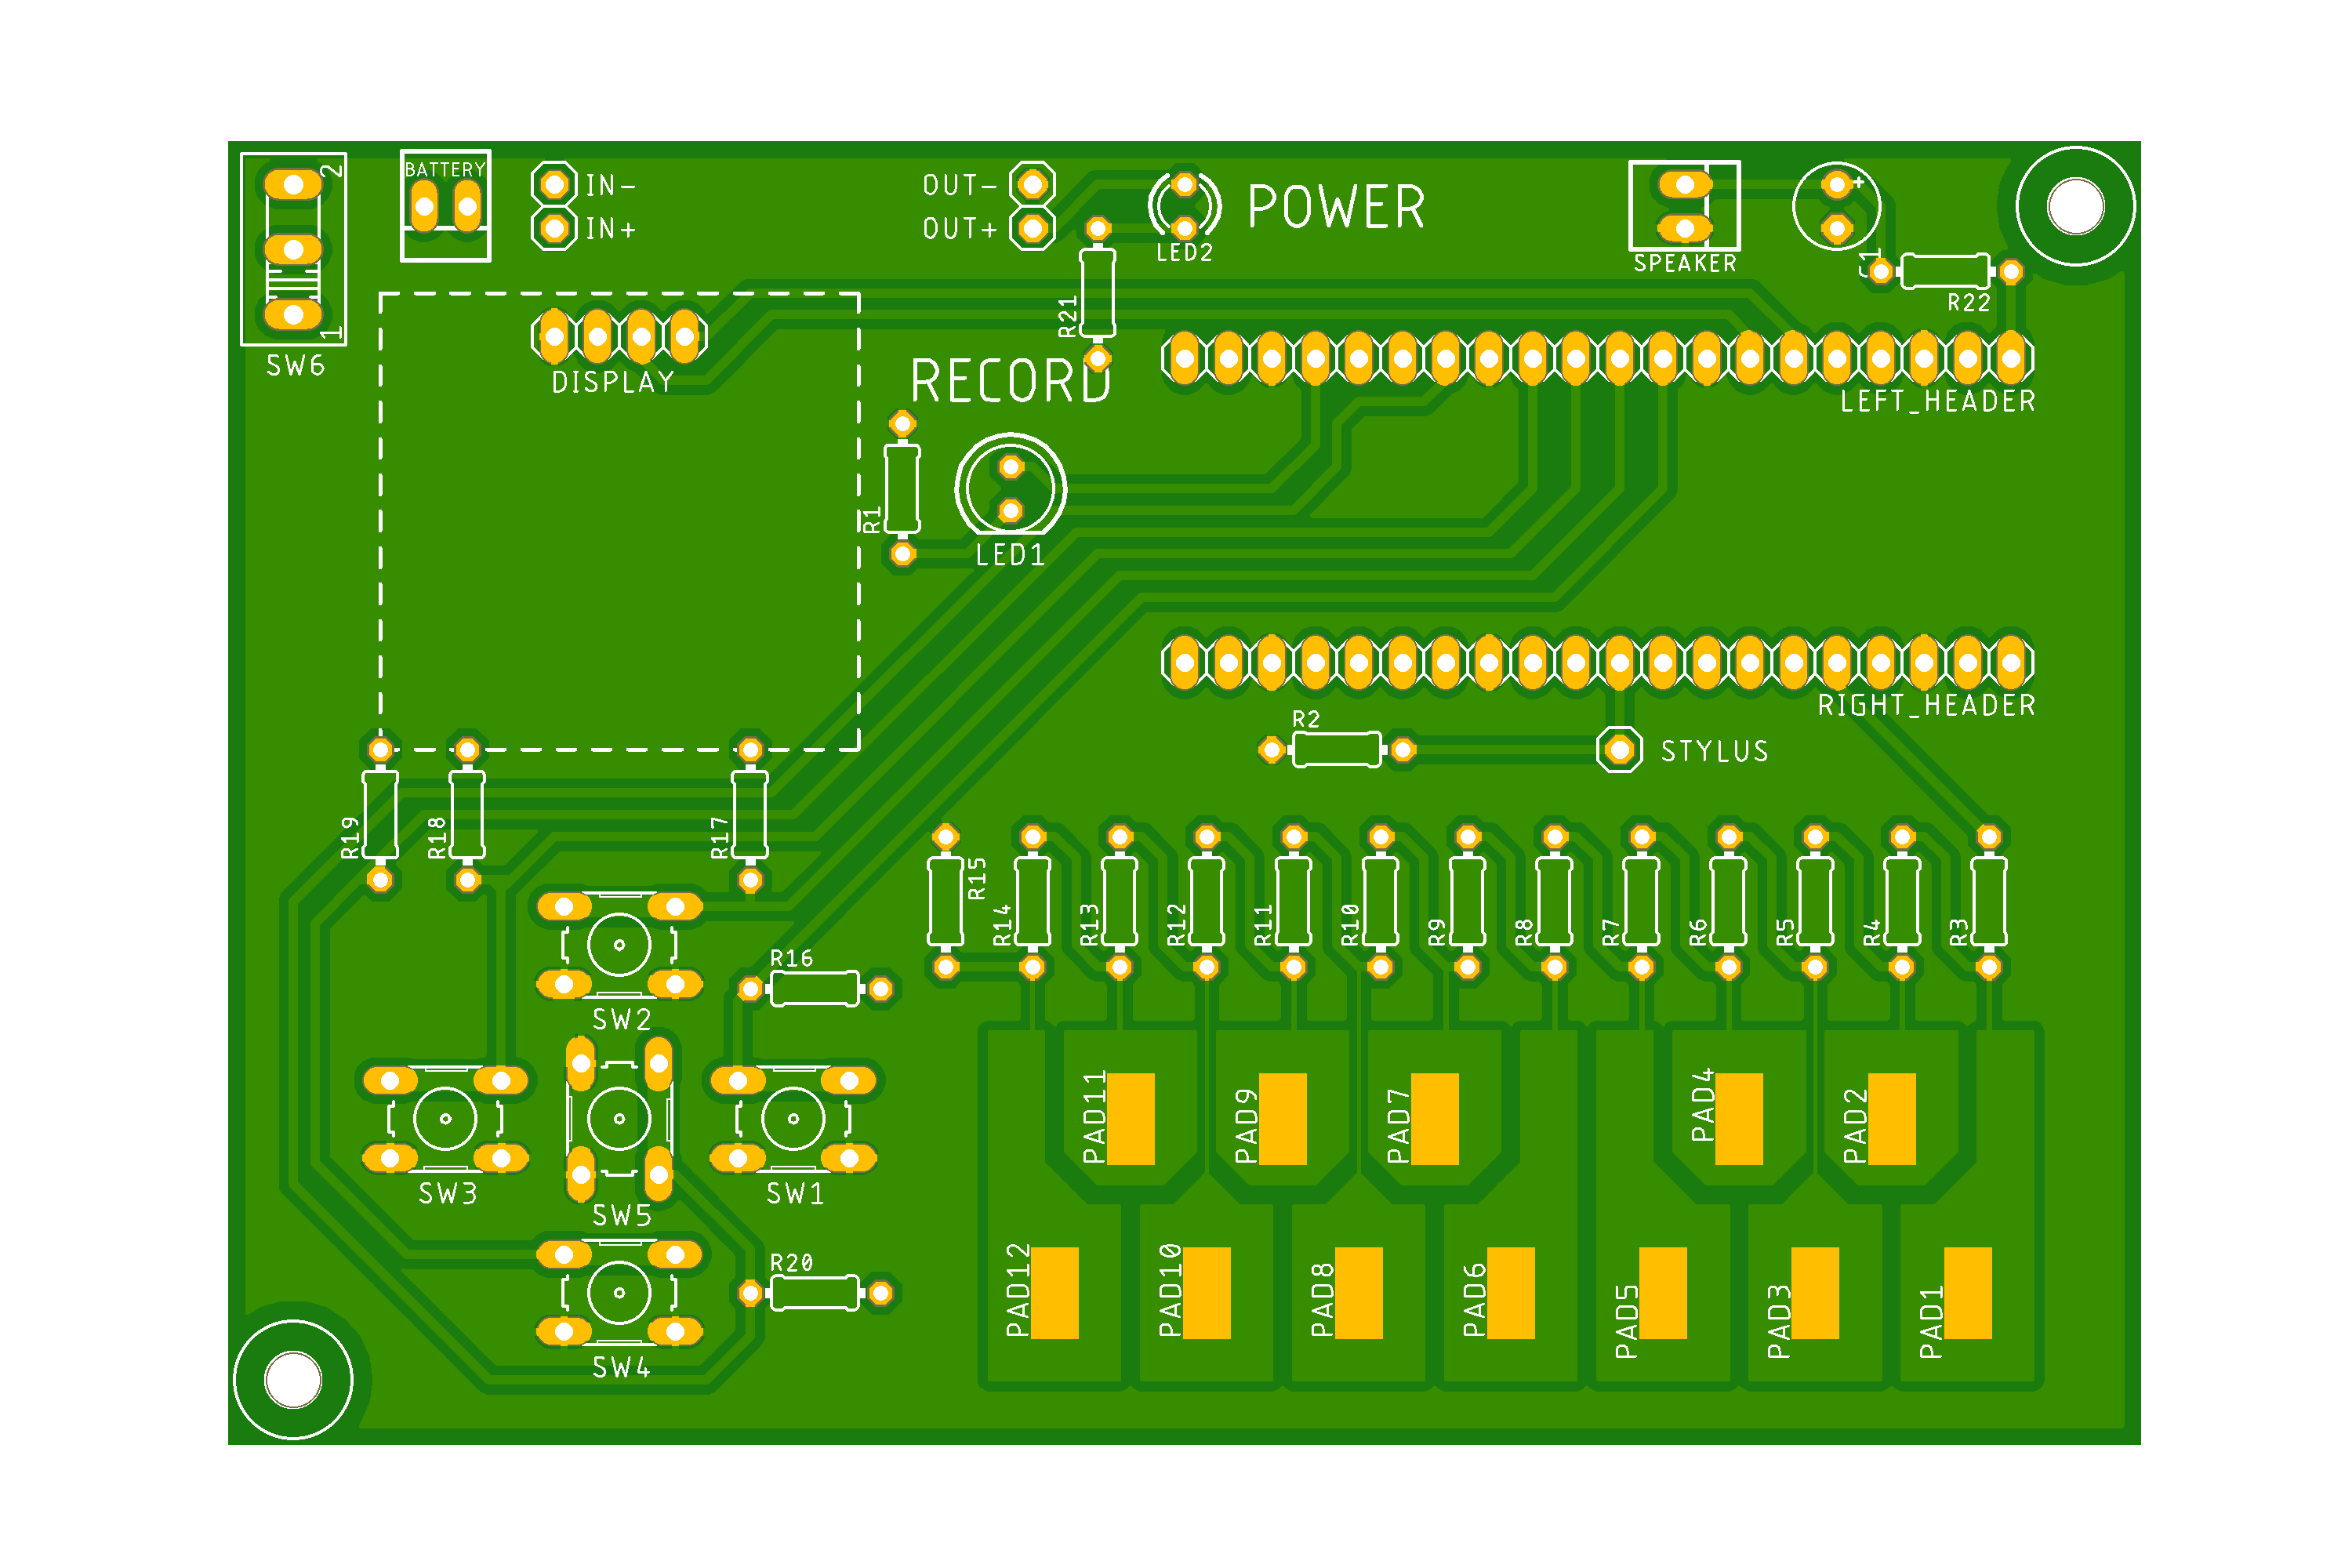 2
BATTERY
IN-
OUT-
POWER
IN+
OUT+
+
LED2
SPEAKER
1
R22
R21
1
SW6
DISPLAY
RECORD
LEFT_HEADER
R1
LED1
RIGHT_HEADER
R2
STYLUS
R19
R18
R17
R15
R14
R13
R12
R11
R10
R9
R8
R7
R6
R5
R4
R3
R16
SW2
PAD11
PAD9
PAD7
PAD4
PAD2
SW3
SW1
SW5
R20
PAD12
PAD10
PAD8
PAD6
PAD5
PAD3
PAD1
SW4